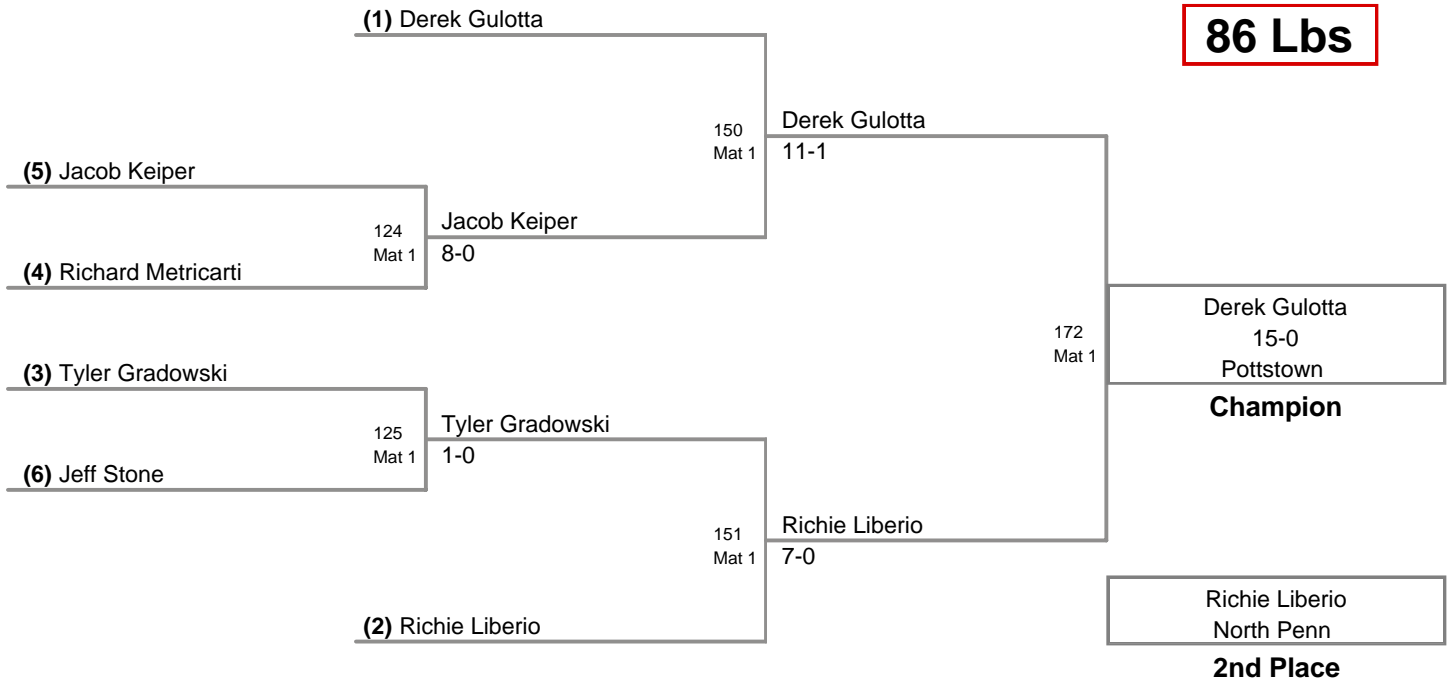 (1) Derek Gulotta
86 Lbs
150
Mat 1
Derek Gulotta
11-1
(5) Jacob Keiper
124
Mat 1
Jacob Keiper
8-0
(4) Richard Metricarti
172
Mat 1
Derek Gulotta
15-0
Pottstown
Champion
(3) Tyler Gradowski
125
Mat 1
Tyler Gradowski
1-0
(6) Jeff Stone
151
Mat 1
Richie Liberio
7-0
(2) Richie Liberio
Richie Liberio
North Penn
2nd Place